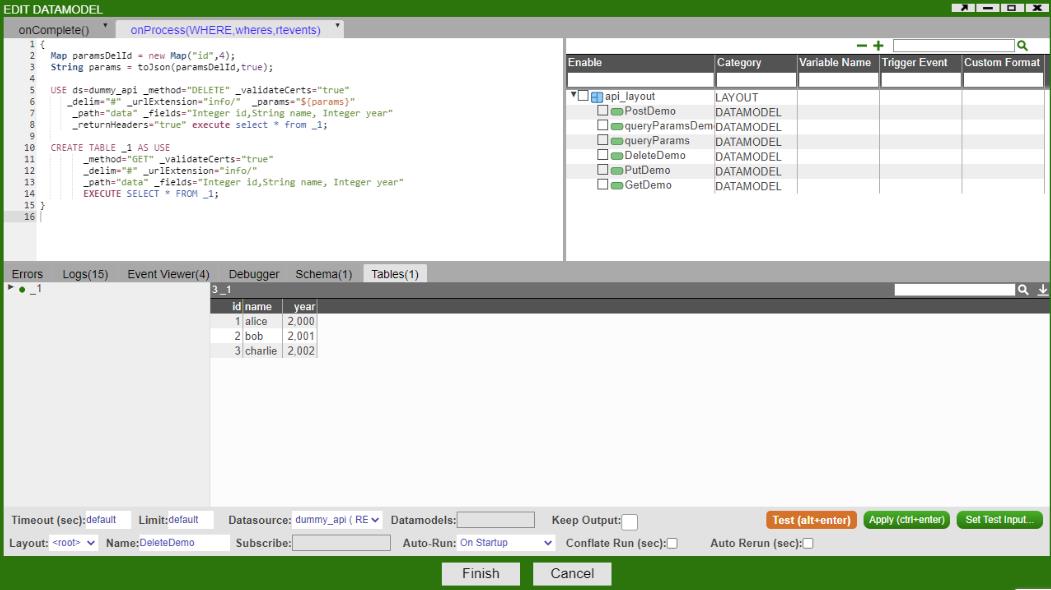 EDIT DATAMODEL
onComplete()
onProcess(WHERE,wheres,rtevents)
1 {
2 Map paramsDelId = new Map("id",4);
3 String params = toJson(paramsDelId,true);
4
5 USE ds=dummy_api _method="DELETE" _validateCerts="true"
6 _delim="#" _urlExtension="info/" _params="${params}"
7 _path="data" _fields="Integer id,String name, Integer year"
8 _returnHeaders="true" execute select * from _1;
9
10 CREATE TABLE _1 AS USE
11 _method="GET" _validateCerts="true"
12 _delim="#" _urlExtension="info/"
13 _path="data" _fields="Integer id,String name, Integer year"
14 EXECUTE SELECT * FROM _1;
15 }
16
Enable Category Variable Name Trigger Event Custom Format
api_layout LAYOUT
PostDemo DATAMODEL
queryParamsDem DATAMODEL
queryParams DATAMODEL
DeleteDemo DATAMODEL
PutDemo DATAMODEL
GetDemo DATAMODEL
Errors Logs(15) Event Viewer(4) Debugger Schema(1) Tables(1)
_1
3 _1
id name year
1 alice 2,000
2 bob 2,001
3 charlie 2,002
Timeout (sec): default Limit: default Datasource: dummy_api ( RE Datamodels: Keep Output: Test (alt+enter) Apply (ctrl+enter) Set Test Input...
Layout: <root> Name: DeleteDemo Subscribe: Auto-Run: On Startup Conflate Run (sec): Auto Rerun (sec):
Finish Cancel